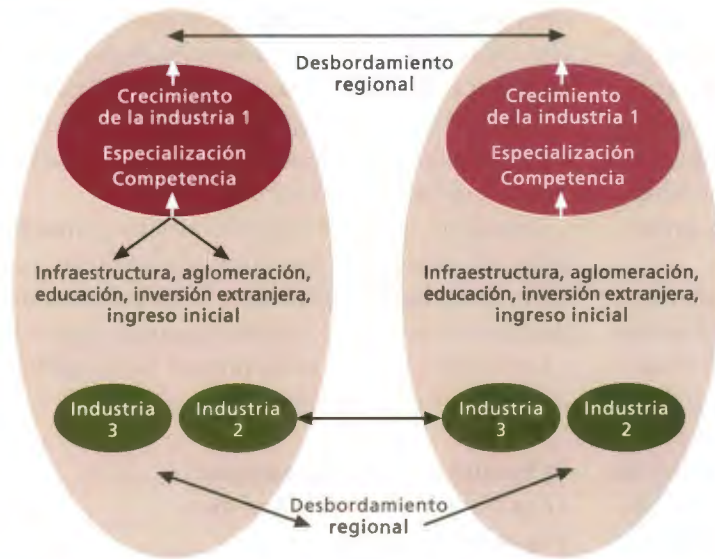 Desbordamiento
regional
Crecimiento
de la industria 1
Especialización
Competencia
Crecimiento
de la industria 1
Especialización
Competencia
Infraestructura, aglomeración,
educación, inversión extranjera,
ingreso inicial
Infraestructura, aglomeración,
educación, inversión extranjera,
ingreso inicial
Industria
3
Industria
2
Industria
3
Industria
2
Desbordamiento
regional